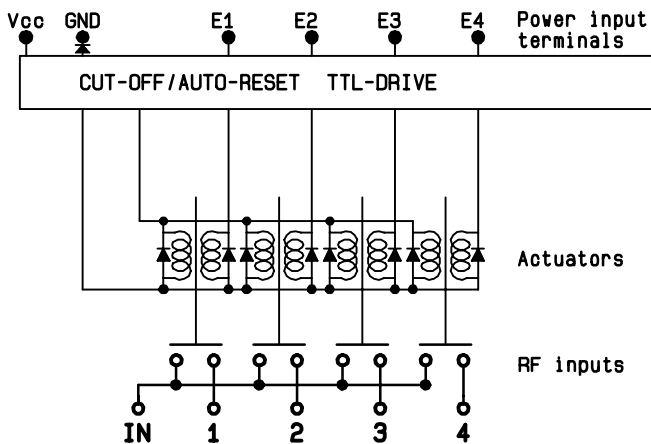 Vcc GND E1 E2 E3 E4 Power input
terminals
CUT-OFF/AUTO-RESET TTL-DRIVE
Actuators
RF inputs
IN 1 2 3 4